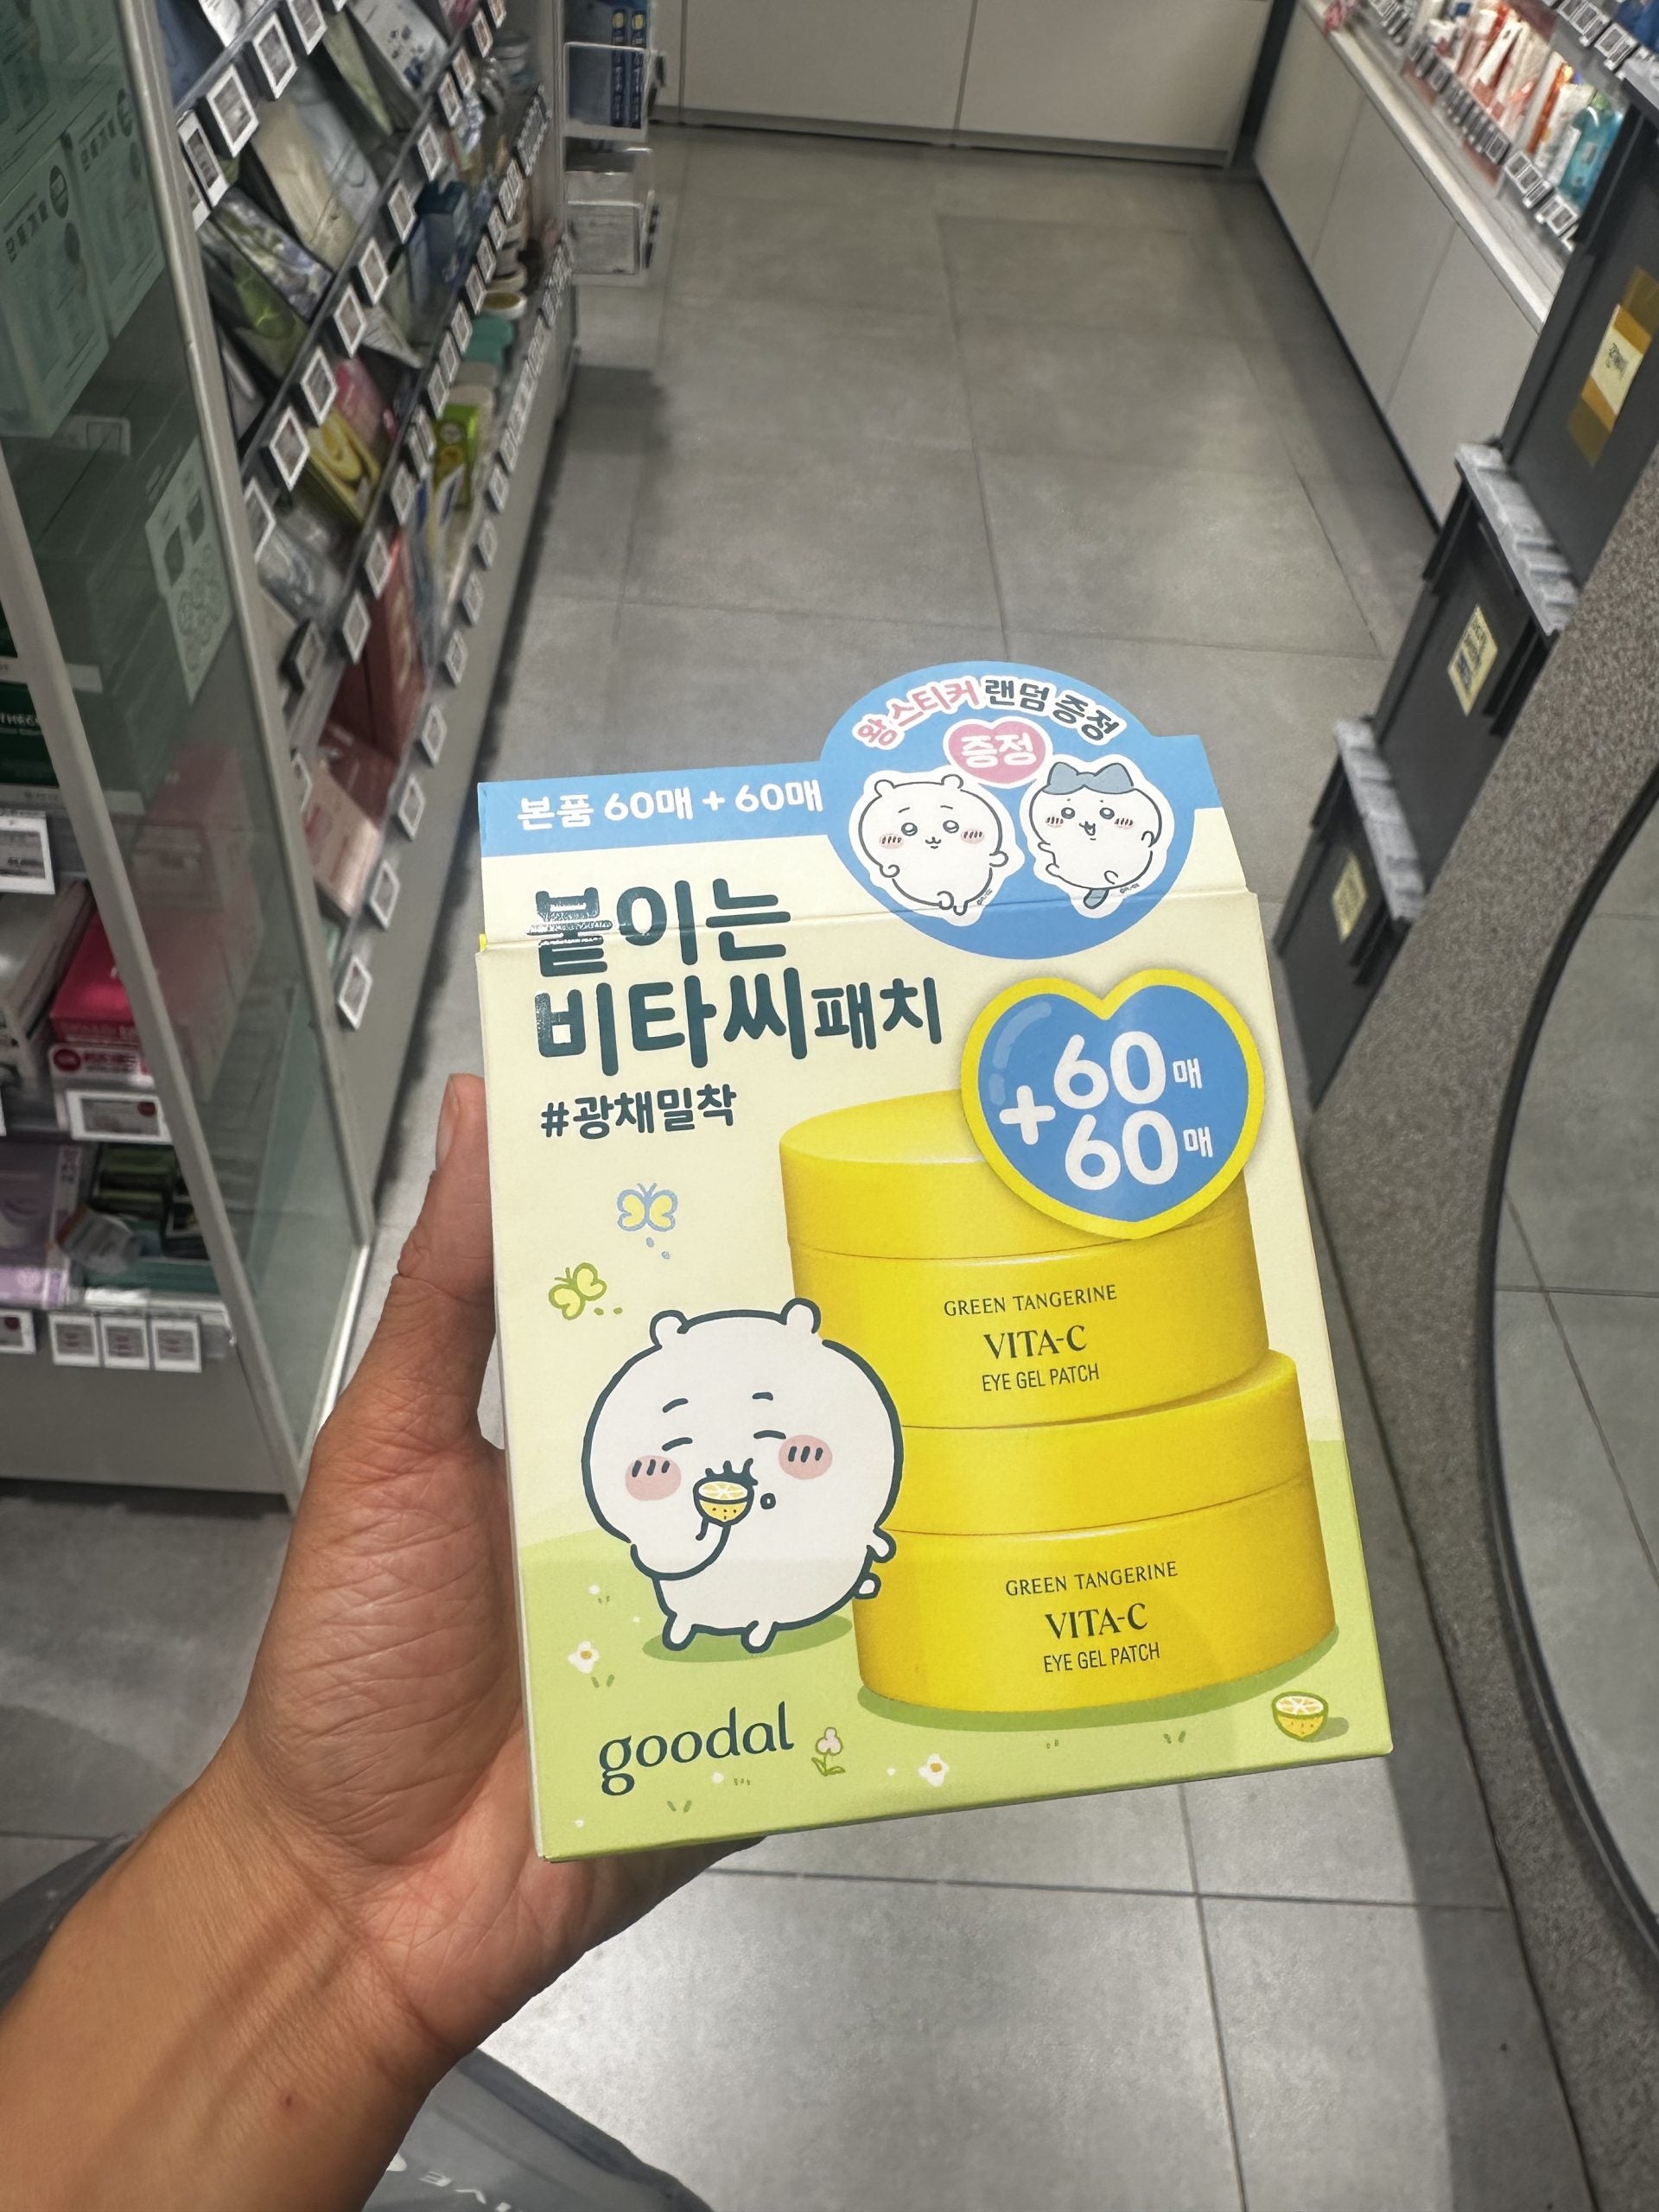 왕스티커 랜덤 증정
증정
본품 60매 + 60매
붙이는
비타씨패치
#광채밀착
60매
+60매
GREEN TANGERINE
VITA-C
EYE GEL PATCH
GREEN TANGERINE
VITA-C
EYE GEL PATCH
goodal